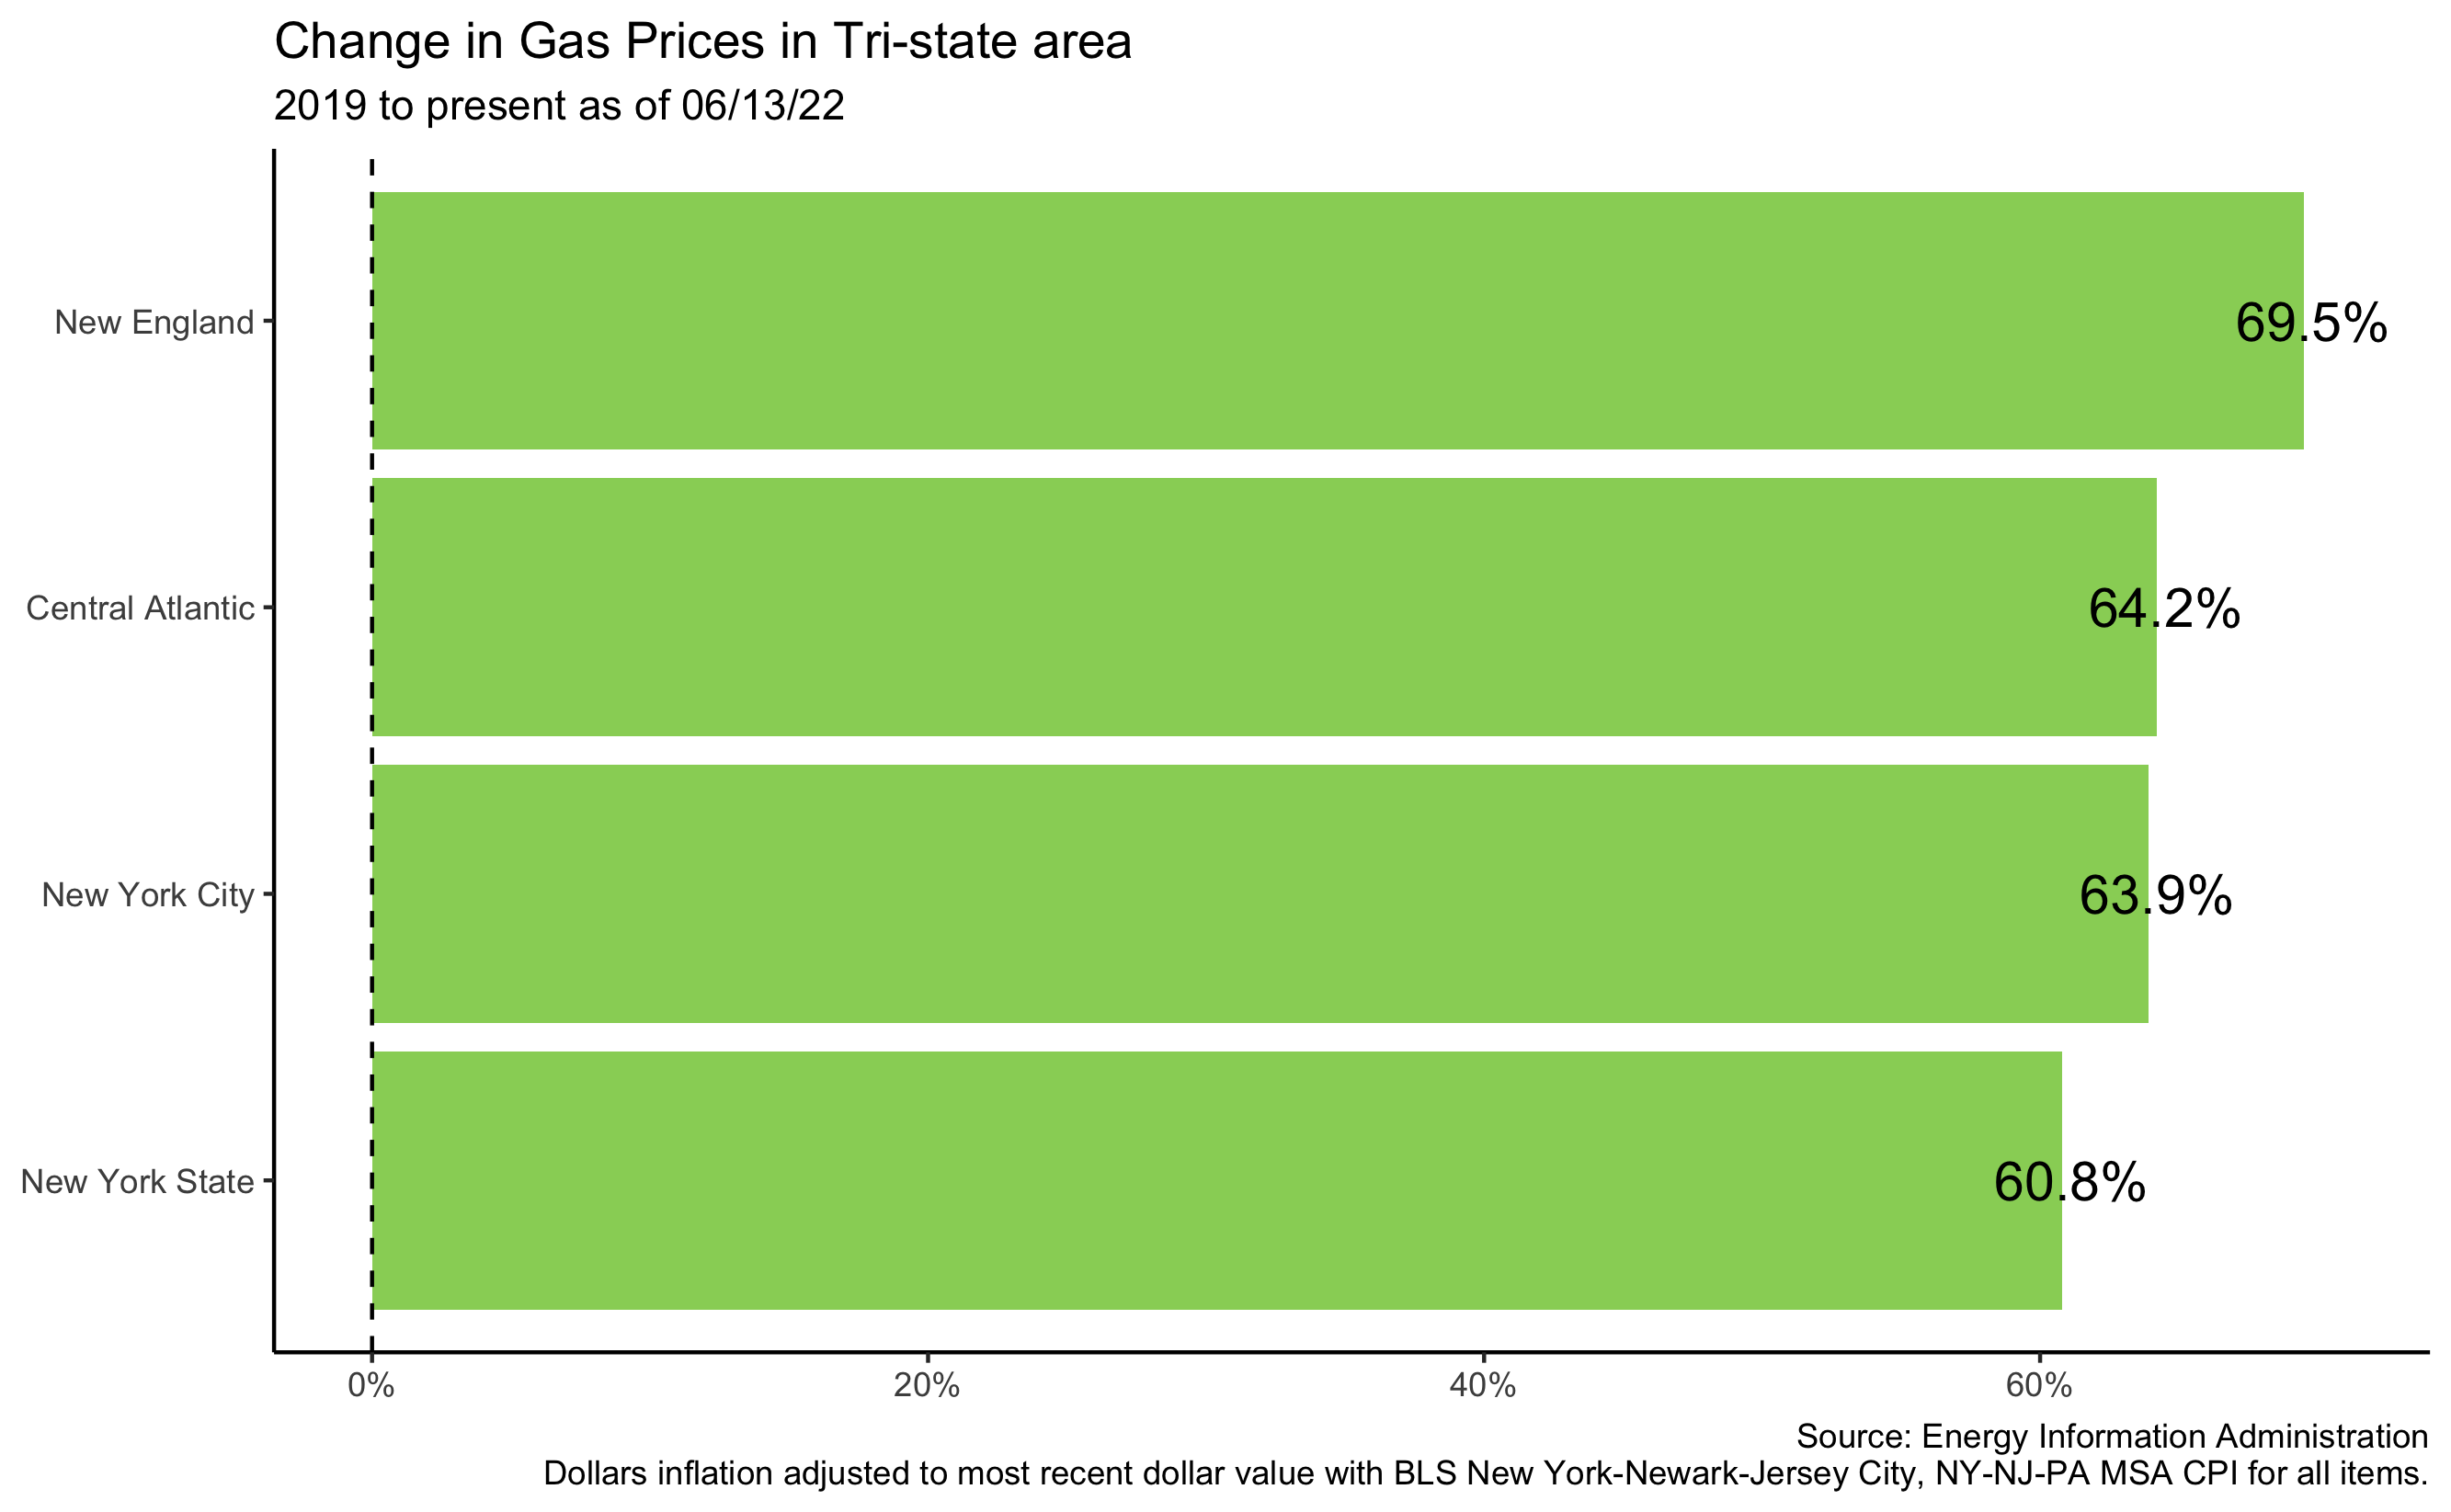 Change in Gas Prices in Tri-state area
2019 to present as of 06/13/22
New England
69.5%
Central Atlantic
64.2%
New York City
63.9%
New York State
60.8%
0%
20%
40%
60%
Source: Energy Information Administration
Dollars inflation adjusted to most recent dollar value with BLS New York-Newark-Jersey City, NY-NJ-PA MSA CPI for all items.